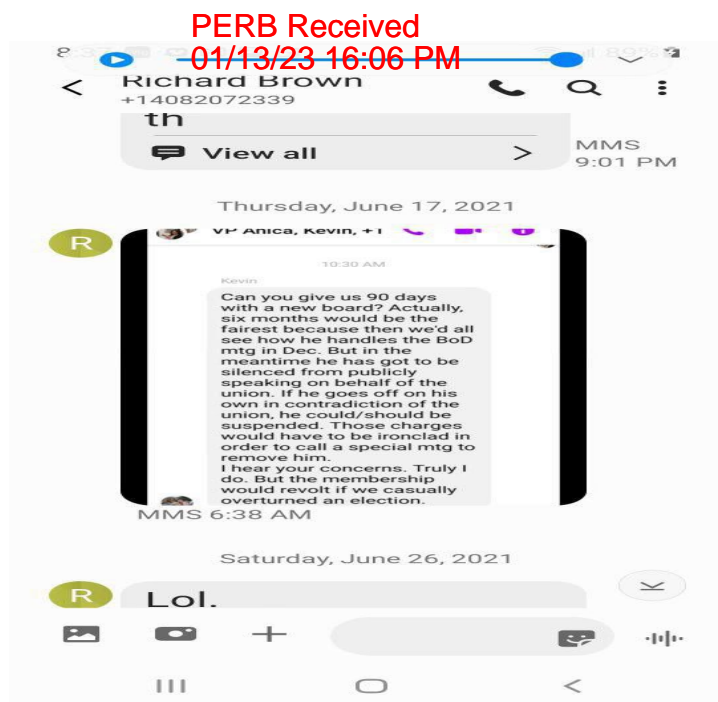 PERB Received
01/13/23 16:06 PM
8:37
89%
Richard Brown
+14082072339
th
View all
MMS
9:01 PM
Thursday, June 17, 2021
R
VP Anica, Kevin, +1
10:30 AM
Kevin
Can you give us 90 days
with a new board? Actually,
six months would be the
fairest because then we'd all
see how he handles the BoD
mtg in Dec. But in the
meantime he has got to be
silenced from publicly
speaking on behalf of the
union. If he goes off on his
own in contradiction of the
union, he could/should be
suspended. Those charges
would have to be ironclad in
order to call a special mtg to
remove him.
I hear your concerns. Truly I
do. But the membership
would revolt if we casually
overturned an election.
MMS 6:38 AM
Saturday, June 26, 2021
R
Lol.